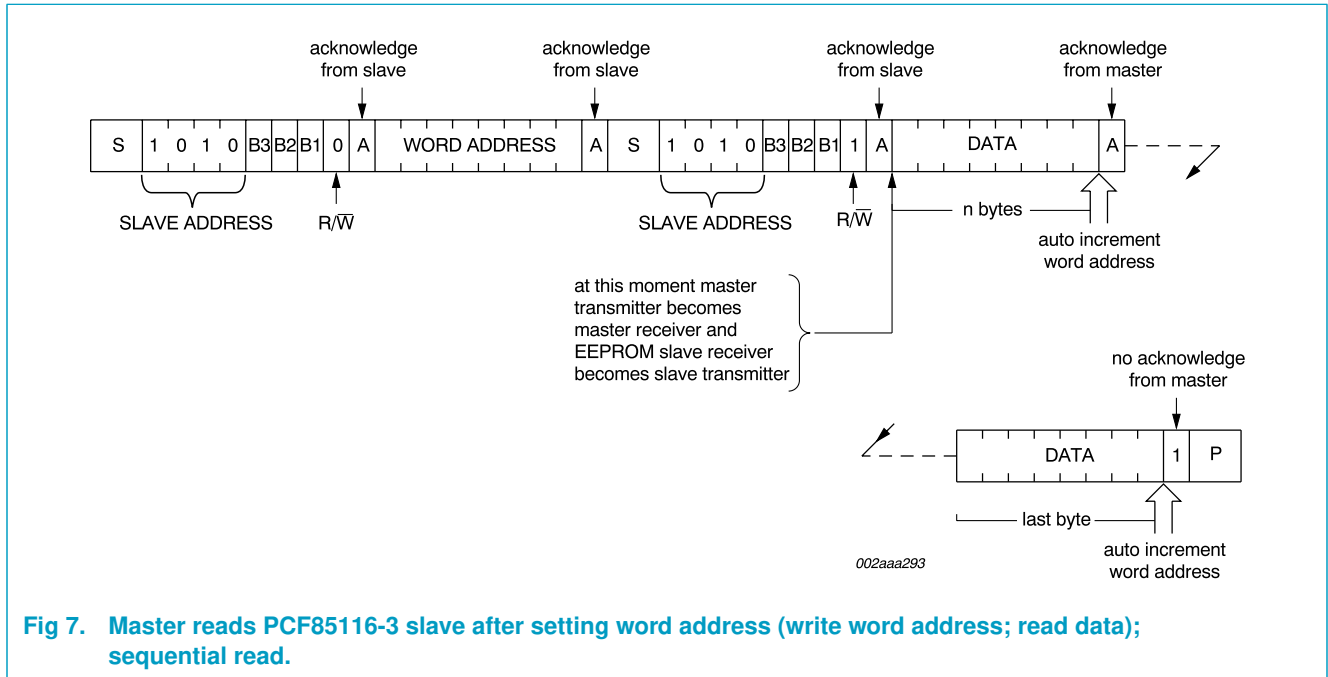 acknowledge
from slave
acknowledge
from slave
acknowledge
from slave
acknowledge
from master
S 1 0 1 0 B3 B2 B1 0 A WORD ADDRESS A S 1 0 1 0 B3 B2 B1 1 A DATA A
SLAVE ADDRESS R/W̅ SLAVE ADDRESS R/W̅ n bytes
auto increment
word address
at this moment master
transmitter becomes
master receiver and
EEPROM slave receiver
becomes slave transmitter
no acknowledge
from master
DATA 1 P
last byte
auto increment
word address
002aaa293
Fig 7. Master reads PCF85116-3 slave after setting word address (write word address; read data);
sequential read.